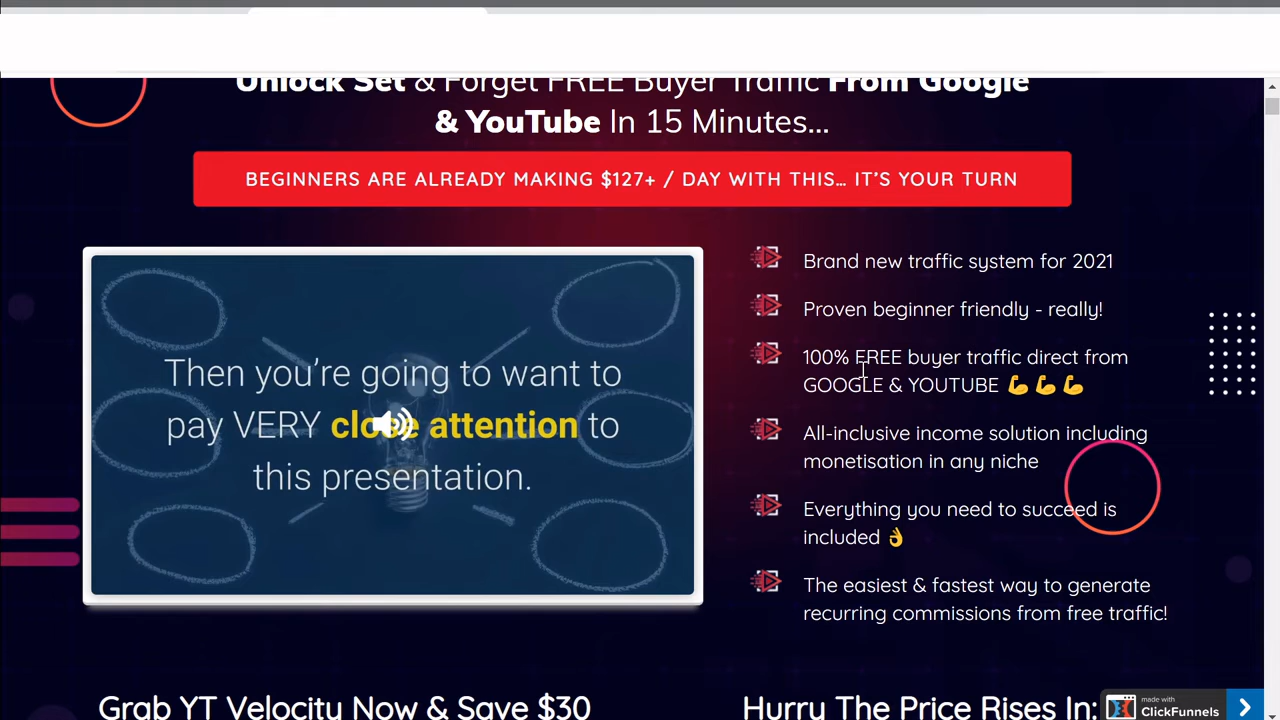 Unlock Set & Forget FREE Buyer Traffic From Google
& YouTube In 15 Minutes...
BEGINNERS ARE ALREADY MAKING $127+ / DAY WITH THIS... IT'S YOUR TURN
Then you're going to want to
pay VERY close attention to
this presentation.
Brand new traffic system for 2021
Proven beginner friendly - really!
100% FREE buyer traffic direct from
GOOGLE & YOUTUBE 💪💪💪
All-inclusive income solution including
monetisation in any niche
Everything you need to succeed is
included 👌
The easiest & fastest way to generate
recurring commissions from free traffic!
Grab YT Velocity Now & Save $30
Hurry The Price Rises In:
made with
ClickFunnels